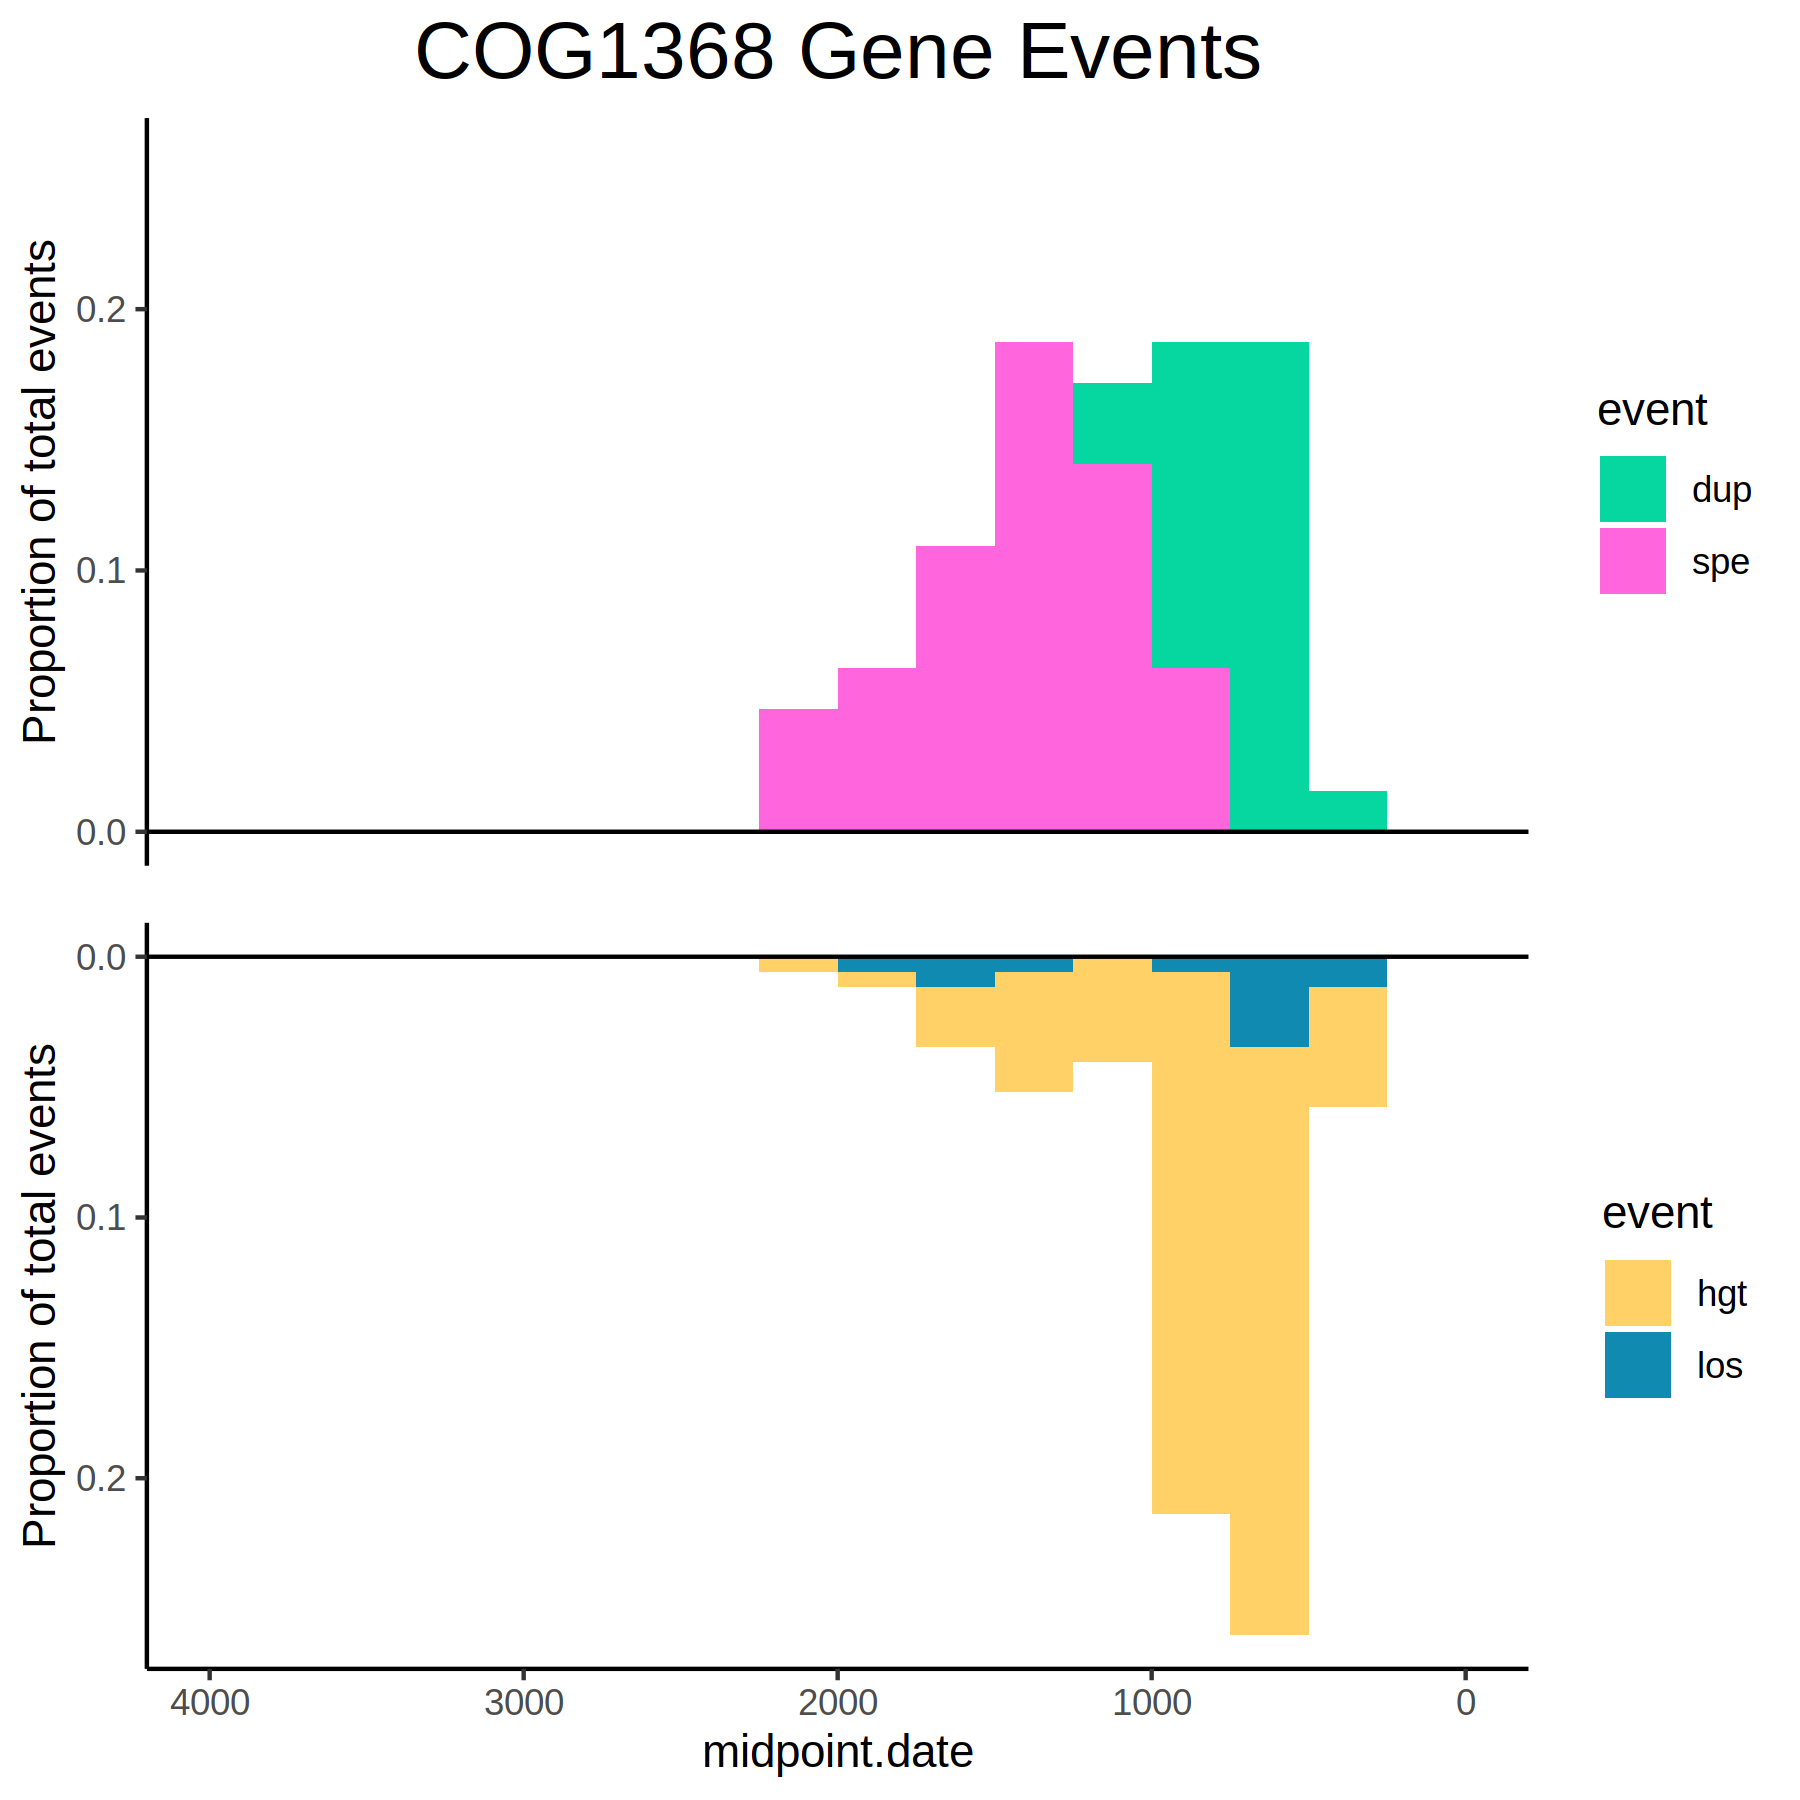 COG1368 Gene Events
Proportion of total events
0.2
0.1
0.0
event
dup
spe
Proportion of total events
0.0
0.1
0.2
event
hgt
los
4000
3000
2000
1000
0
midpoint.date